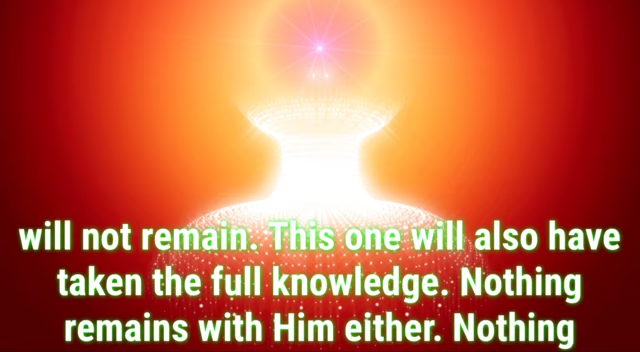 will not remain. This one will also have
taken the full knowledge. Nothing
remains with Him either. Nothing